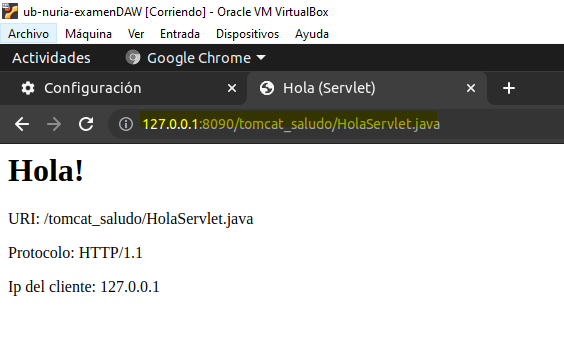 ub-nuria-examenDAW [Corriendo] - Oracle VM VirtualBox
Archivo Máquina Ver Entrada Dispositivos Ayuda
Actividades Google Chrome
Configuración Hola (Servlet)
127.0.0.1:8090/tomcat_saludo/HolaServlet.java
Hola!
URI: /tomcat_saludo/HolaServlet.java
Protocolo: HTTP/1.1
Ip del cliente: 127.0.0.1